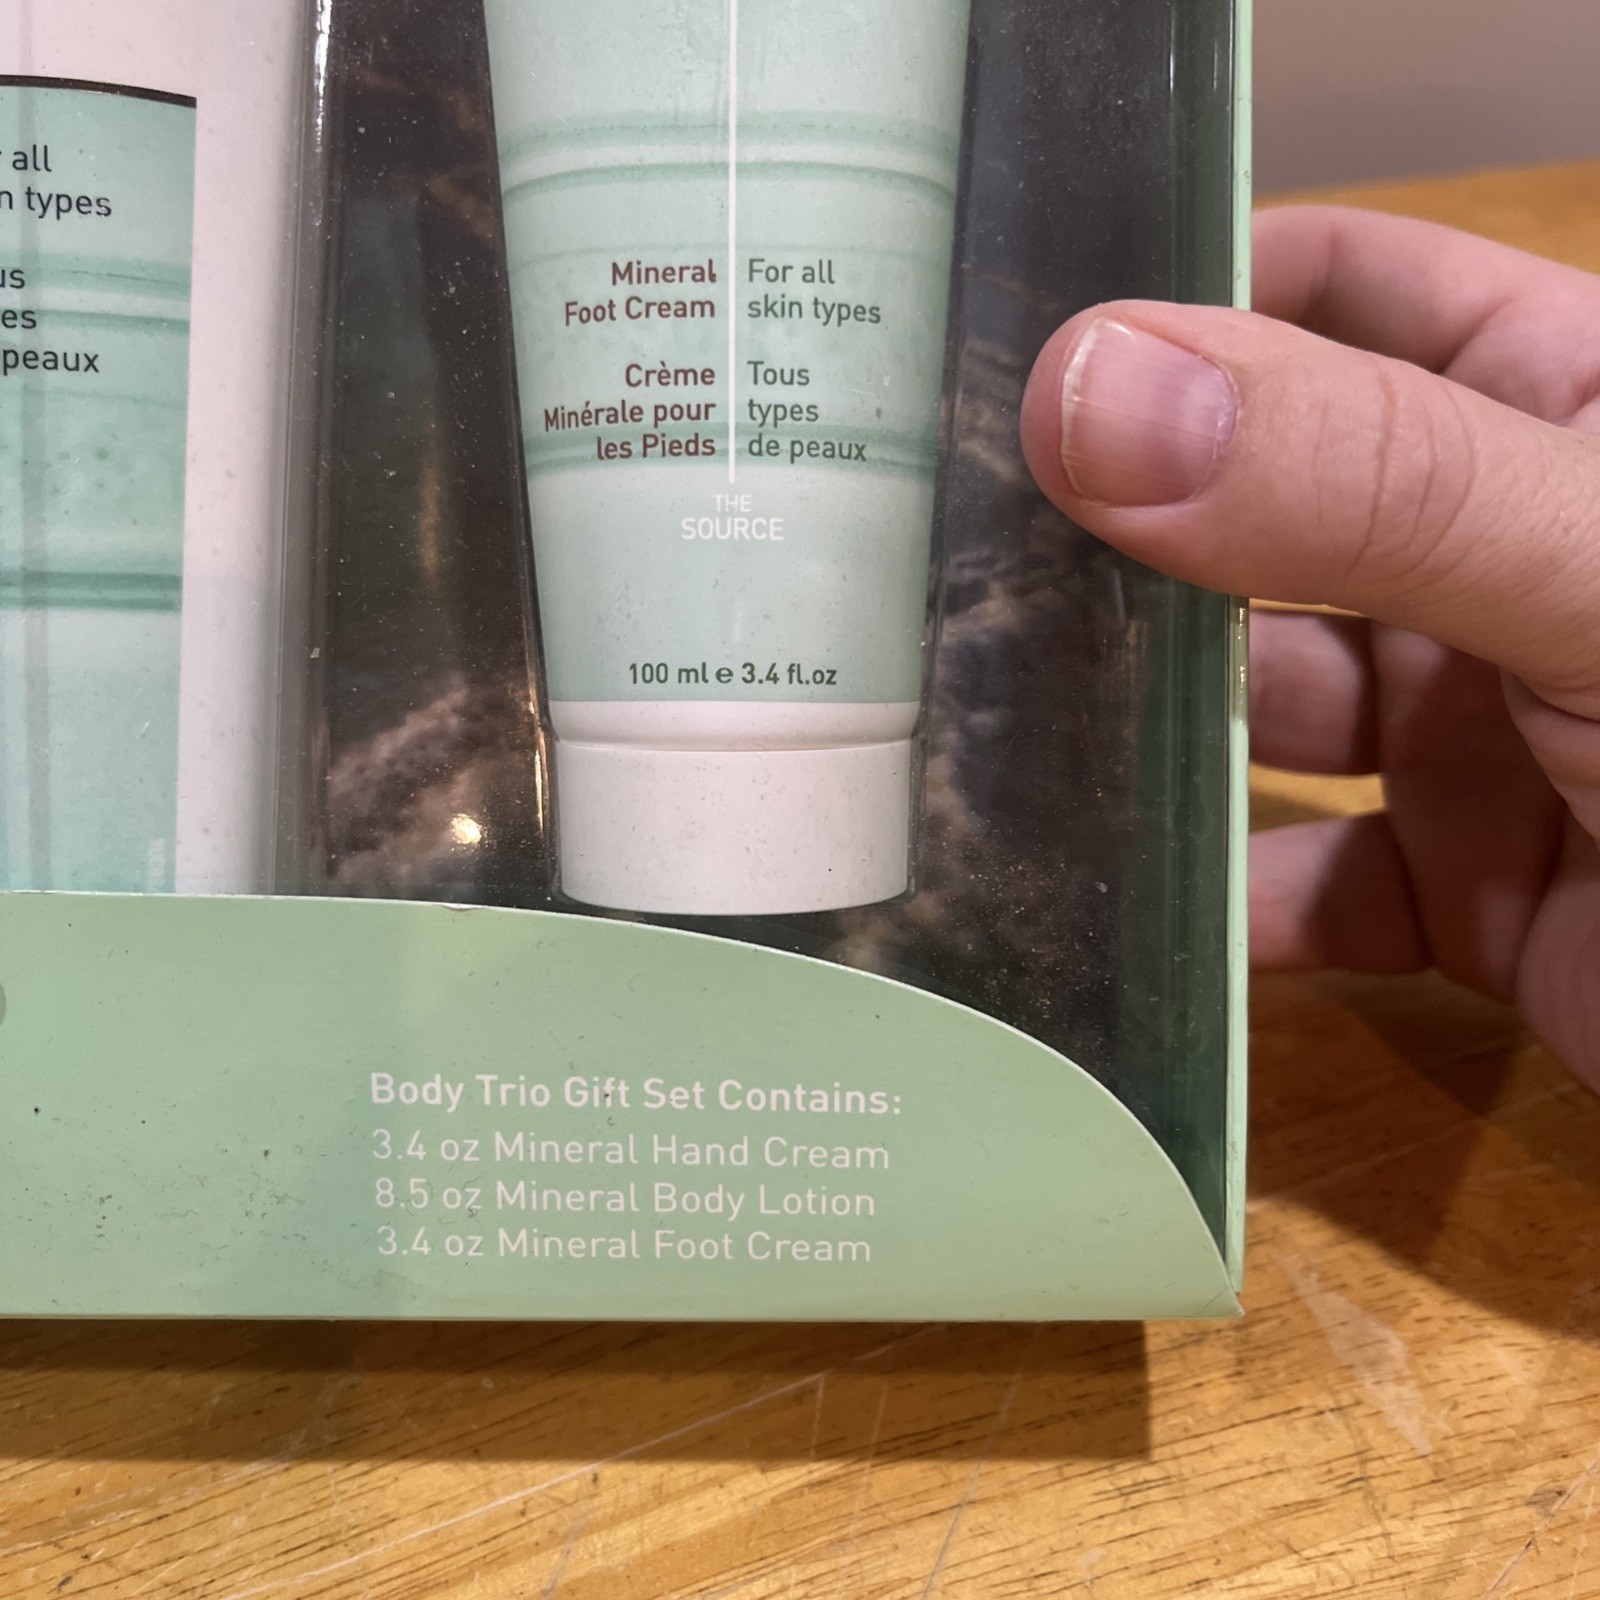 all
types
peaux
Mineral
Foot Cream
Crème
Minérale pour
les Pieds
For all
skin types
Tous
types
de peaux
THE
SOURCE
100 ml e 3.4 fl.oz
Body Trio Gift Set Contains:
3.4 oz Mineral Hand Cream
8.5 oz Mineral Body Lotion
3.4 oz Mineral Foot Cream